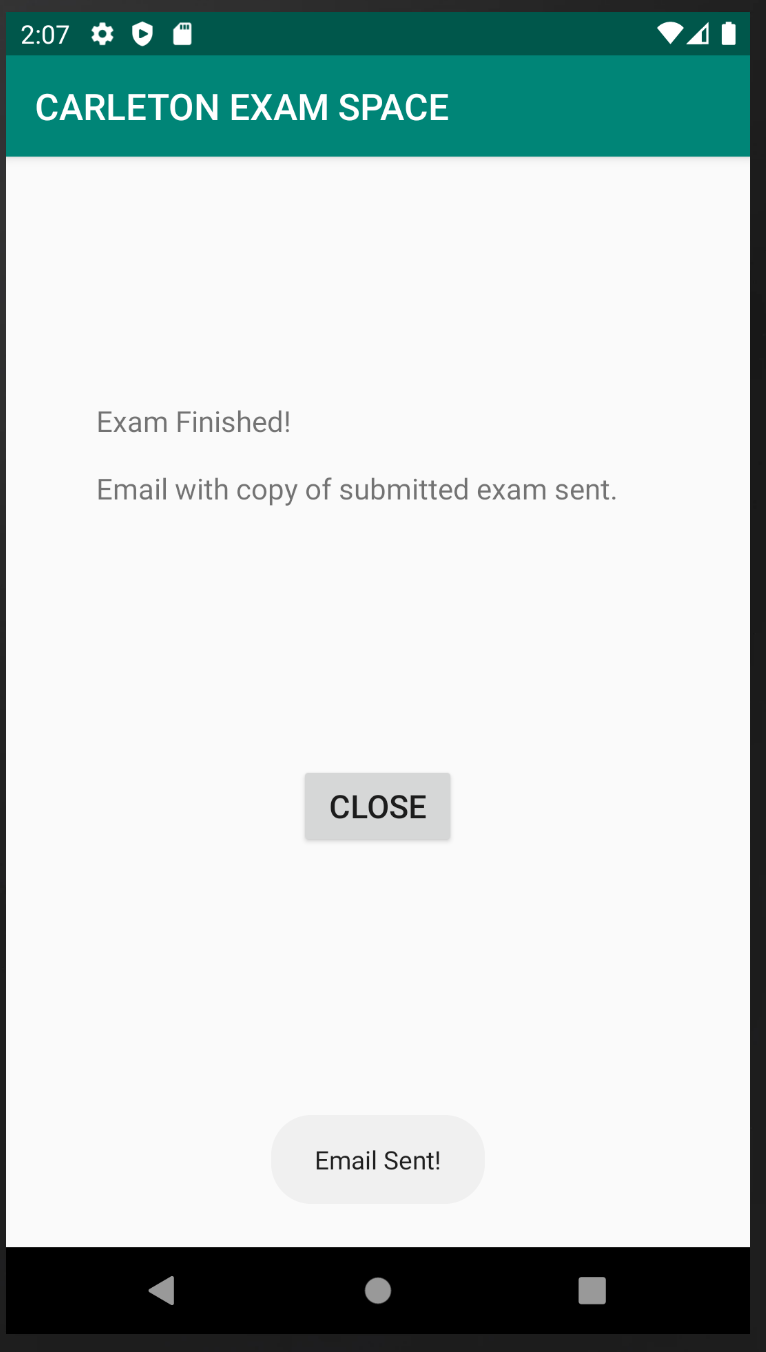 2:07
CARLETON EXAM SPACE
Exam Finished!
Email with copy of submitted exam sent.
CLOSE
Email Sent!